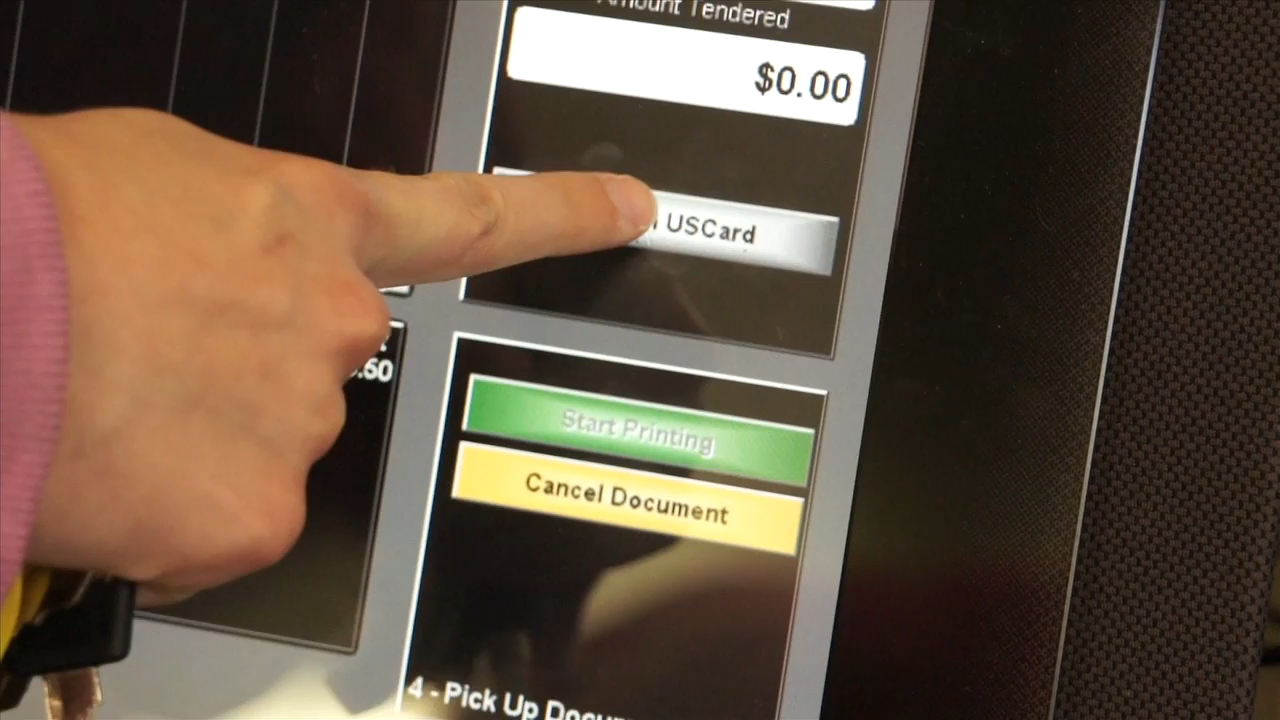 Amount Tendered
$0.00
USCard
.60
Start Printing
Cancel Document
4 - Pick Up